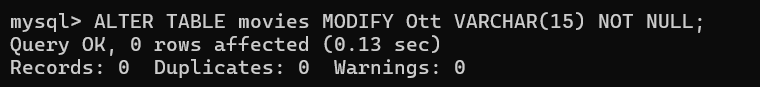 mysql> ALTER TABLE movies MODIFY Ott VARCHAR(15) NOT NULL;
Query OK, 0 rows affected (0.13 sec)
Records: 0  Duplicates: 0  Warnings: 0